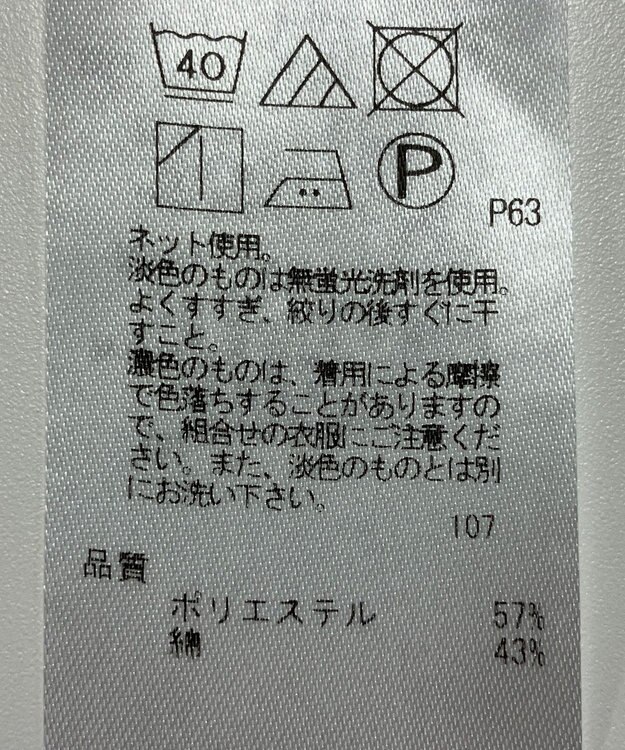 40
P
P63
ネット使用。
淡色のものは無蛍光洗剤を使用。
よくすすぎ、絞りの後すぐに干
すこと。
濃色のものは、着用による摩擦
で色落ちすることがありますの
で、組合せの衣服にご注意くだ
さい。また、淡色のものとは別
にお洗い下さい。
107
品質
ポリエステル 57%
綿 43%